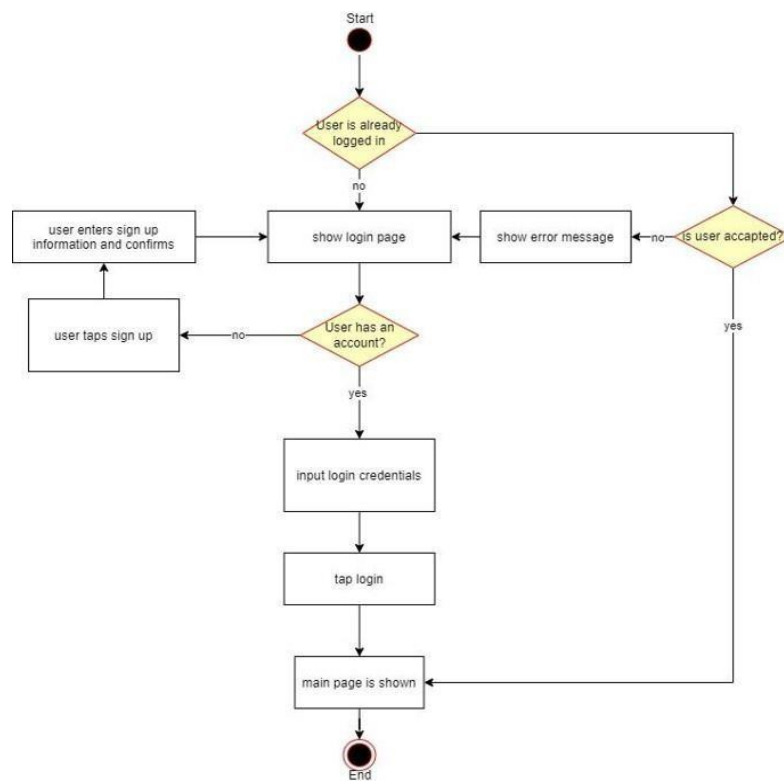 Start
User is already
logged in
no
user enters sign up
information and confirms
show login page
show error message
no
is user accapted?
user taps sign up
no
User has an
account?
yes
yes
input login credentials
tap login
main page is shown
End